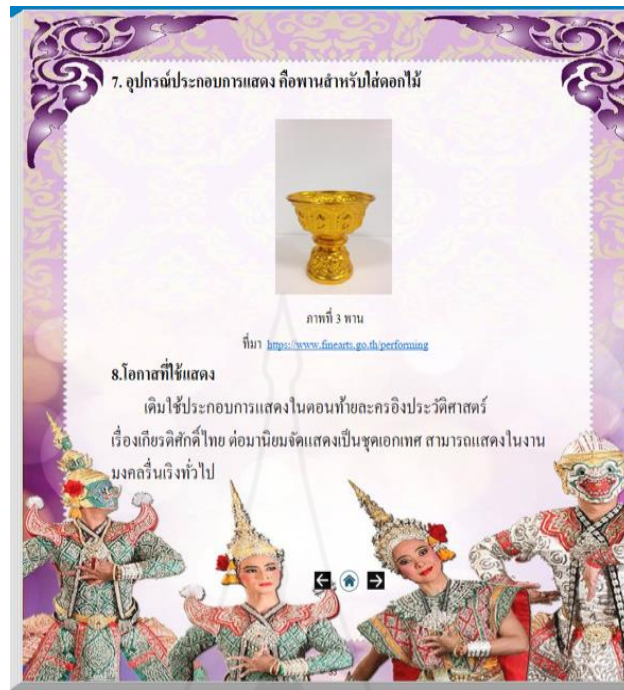 7. อุปกรณ์ประกอบการแสดง คือพานสำหรับใส่ดอกไม้
ภาพที่ 3 พาน
ที่มา https://www.finearts.go.th/performing
8.โอกาสที่ใช้แสดง
เดิมใช้ประกอบการแสดงในตอนท้ายละครอิงประวัติศาสตร์
เรื่องเกียรติศักดิ์ไทย ต่อมานิยมจัดแสดงเป็นชุดเอกเทศ สามารถแสดงในงาน
มงคลรื่นเริงทั่วไป